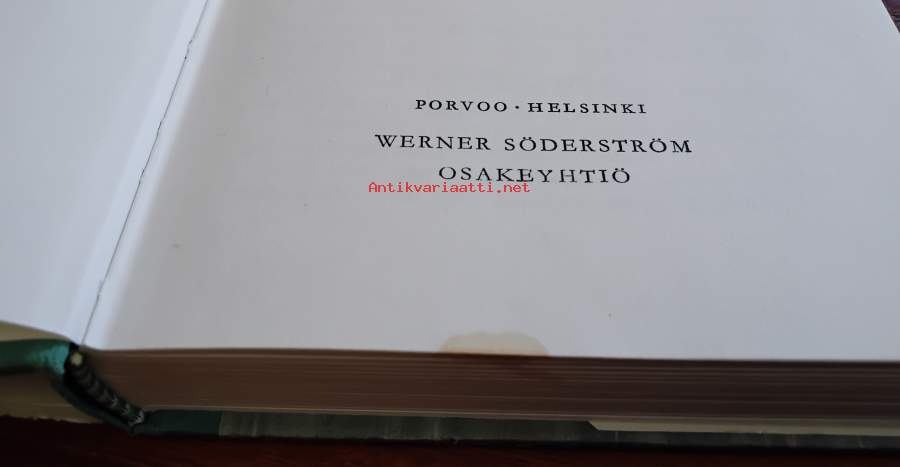 PORVOO · HELSINKI
WERNER SÖDERSTRÖM
OSAKEYHTIÖ
Antikvariaatti.net